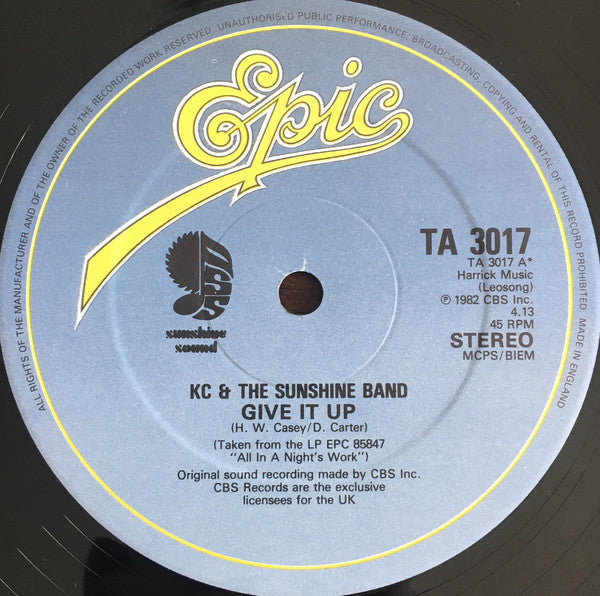 ALL RIGHTS OF THE MANUFACTURER AND OF THE OWNER OF THE RECORDED WORK RESERVED. UNAUTHORISED PUBLIC PERFORMANCE, BROADCASTING, COPYING AND RENTAL OF THIS RECORD PROHIBITED. MADE IN ENGLAND
Epic
TA 3017
TA 3017 A*
Harrick Music
(Leosong)
℗ 1982 CBS Inc.
4.13
45 RPM
STEREO
MCPS/BIEM
sunshine
sound
KC & THE SUNSHINE BAND
GIVE IT UP
(H. W. Casey/D. Carter)
(Taken from the LP EPC 85847
"All In A Night's Work")
Original sound recording made by CBS Inc.
CBS Records are the exclusive
licensees for the UK